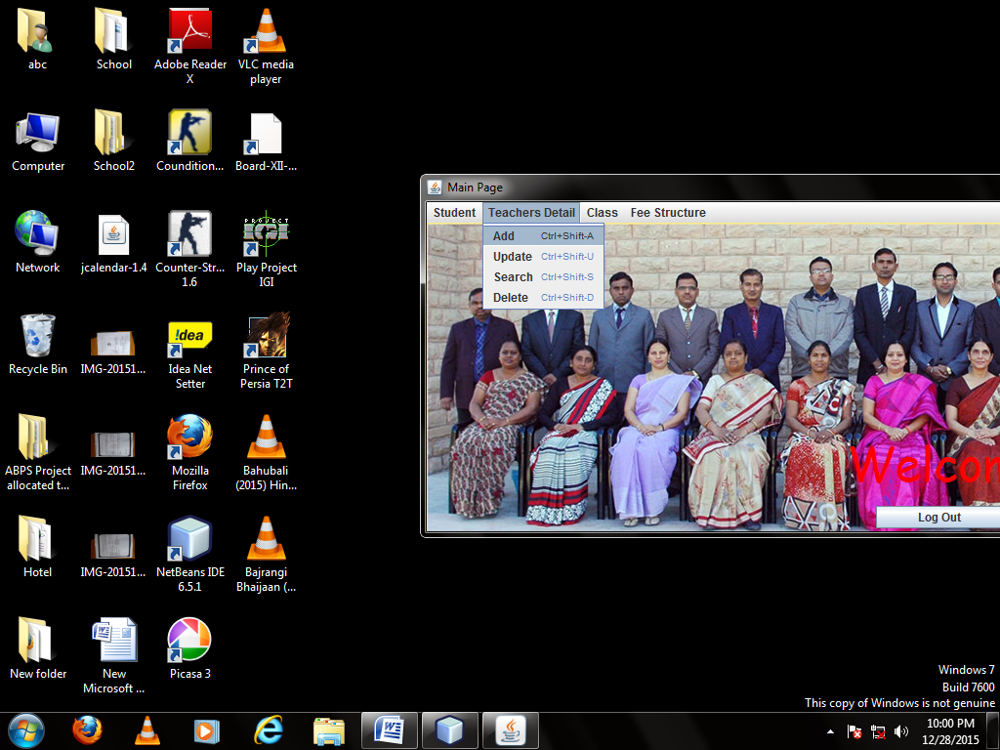 abc
School
Adobe Reader X
VLC media player
Computer
School2
Coundition...
Board-XII-...
Network
jcalendar-1.4
Counter-Str... 1.6
PROJECT
IGI
Play Project IGI
Recycle Bin
IMG-20151...
!dea
Idea Net Setter
Prince of Persia T2T
ABPS Project allocated t...
IMG-20151...
Mozilla Firefox
Bahubali (2015) Hin...
Hotel
IMG-20151...
NetBeans IDE 6.5.1
Bajrangi Bhaijaan (...
New folder
New Microsoft ...
Picasa 3
Main Page
Student Teachers Detail Class Fee Structure
Add Ctrl+Shift-A
Update Ctrl+Shift-U
Search Ctrl+Shift-S
Delete Ctrl+Shift-D
Welcom
Log Out
Windows 7
Build 7600
This copy of Windows is not genuine
10:00 PM
12/28/2015